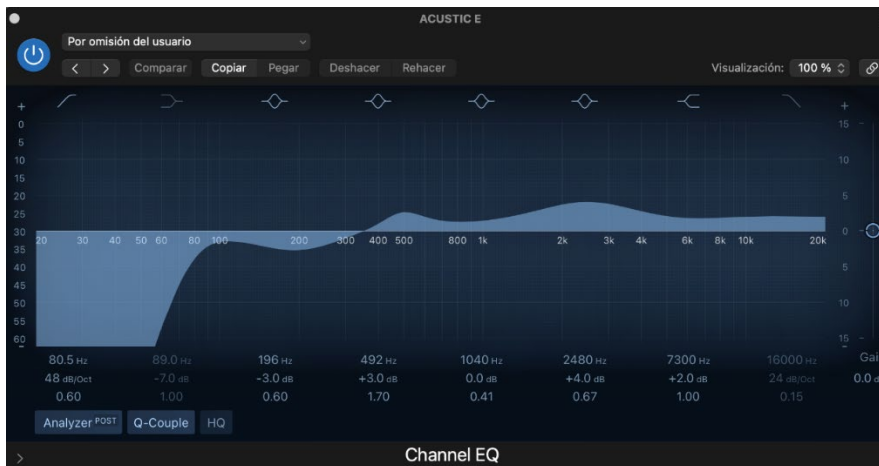 ACUSTIC E
Por omisión del usuario
Comparar Copiar Pegar Deshacer Rehacer Visualización: 100 %
+ +
0 15 -
5
10 10
15
20 5
25
30 0
20 30 40 50 60 80 100 200 300 400 500 800 1k 2k 3k 4k 6k 8k 10k 20k
35
40 5
45
50 10
55
60 15 -
80.5 Hz 89.0 Hz 196 Hz 492 Hz 1040 Hz 2480 Hz 7300 Hz 16000 Hz Gai
48 dB/Oct -7.0 dB -3.0 dB +3.0 dB 0.0 dB +4.0 dB +2.0 dB 24 dB/Oct 0.0 d
0.60 1.00 0.60 1.70 0.41 0.67 1.00 0.15
Analyzer POST Q-Couple HQ
Channel EQ